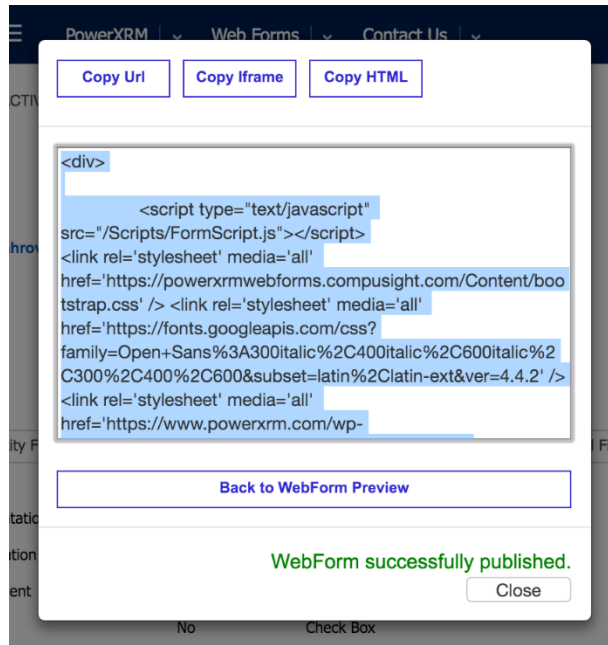 PowerXRM
Web Forms
Contact Us
Copy Url
Copy Iframe
Copy HTML
<div>
<script type="text/javascript"
src="/Scripts/FormScript.js"></script>
<link rel='stylesheet' media='all'
href='https://powerxrmwebforms.compusight.com/Content/boo
tstrap.css' /> <link rel='stylesheet' media='all'
href='https://fonts.googleapis.com/css?
family=Open+Sans%3A300italic%2C400italic%2C600italic%2
C300%2C400%2C600&subset=latin%2Clatin-ext&ver=4.4.2' />
<link rel='stylesheet' media='all'
href='https://www.powerxrm.com/wp-
Back to WebForm Preview
WebForm successfully published.
Close
No
Check Box